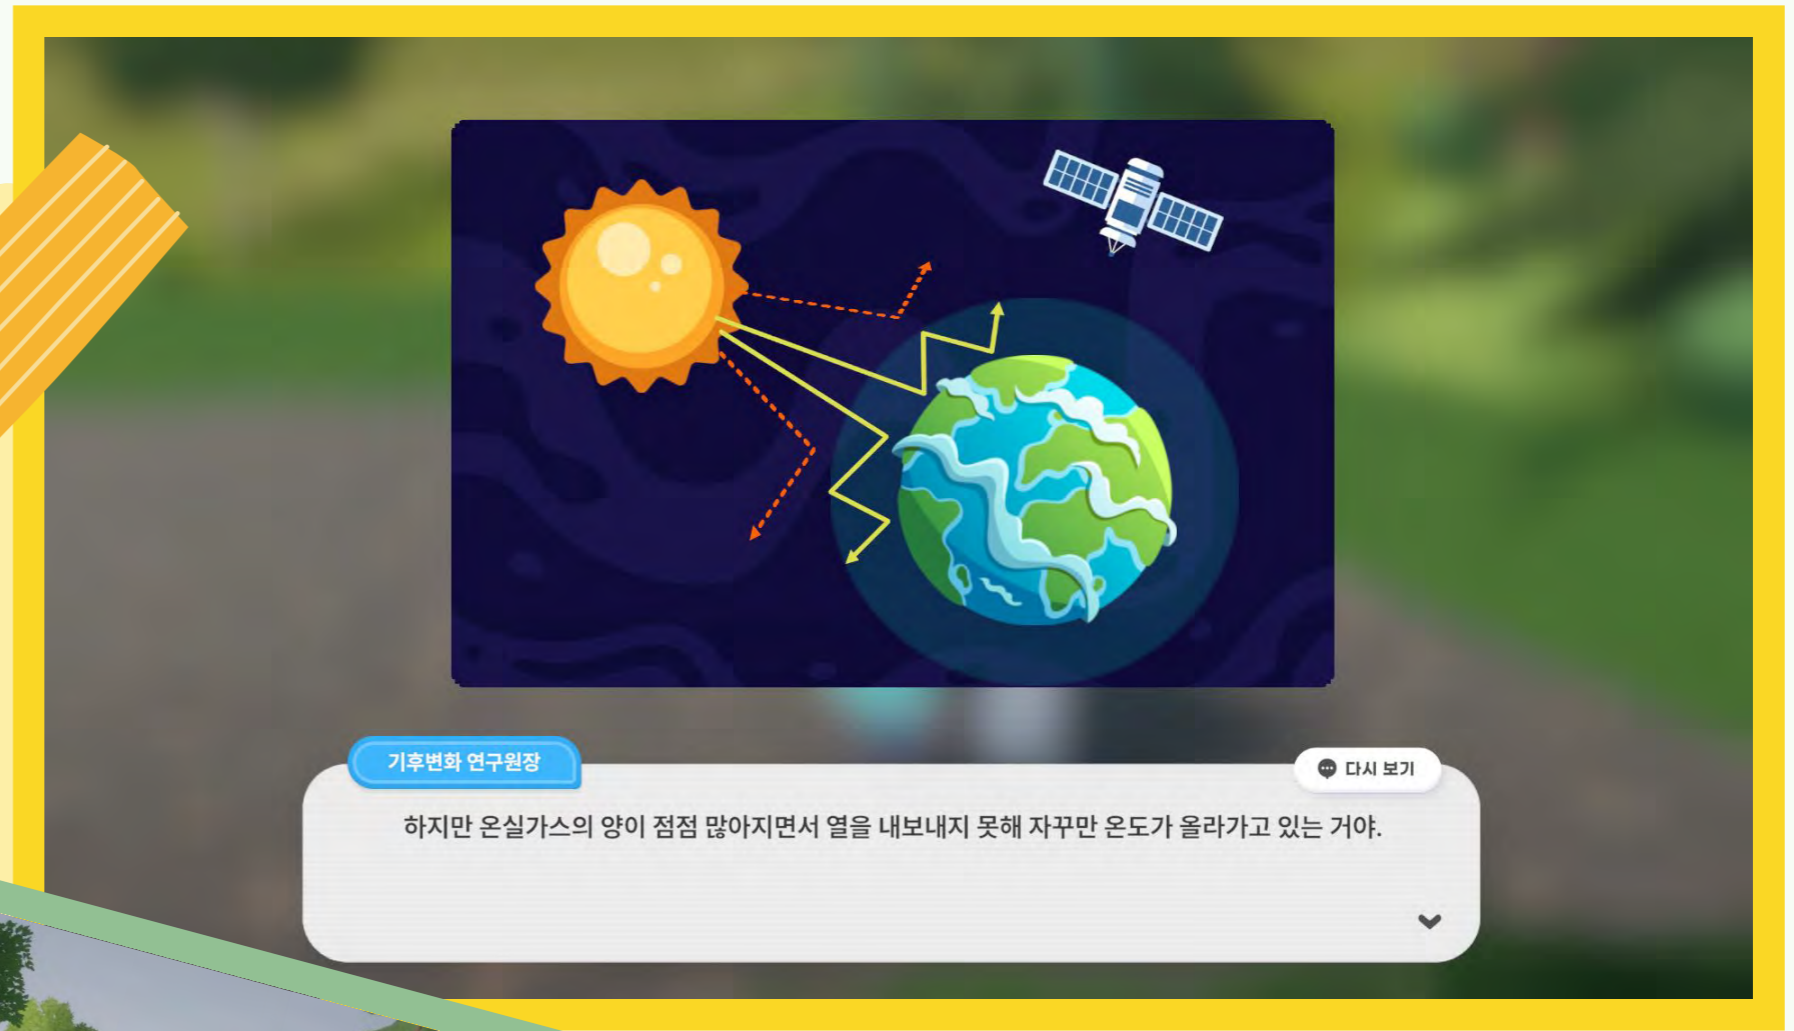 기후변화 연구원장
다시 보기
하지만 온실가스의 양이 점점 많아지면서 열을 내보내지 못해 자꾸만 온도가 올라가고 있는 거야.